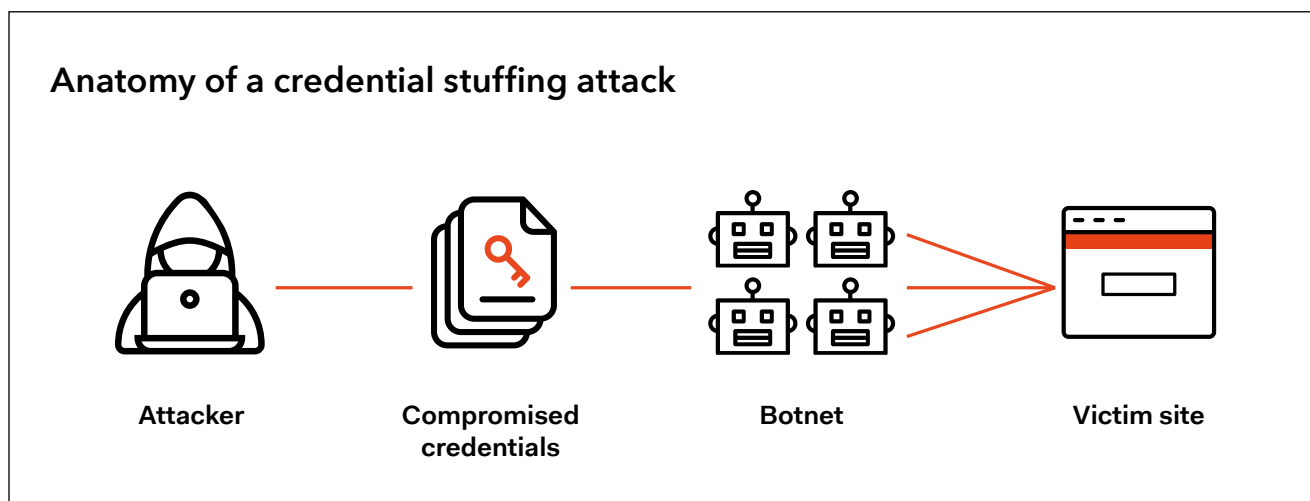 Anatomy of a credential stuffing attack
Attacker
Compromised
credentials
Botnet
Victim site